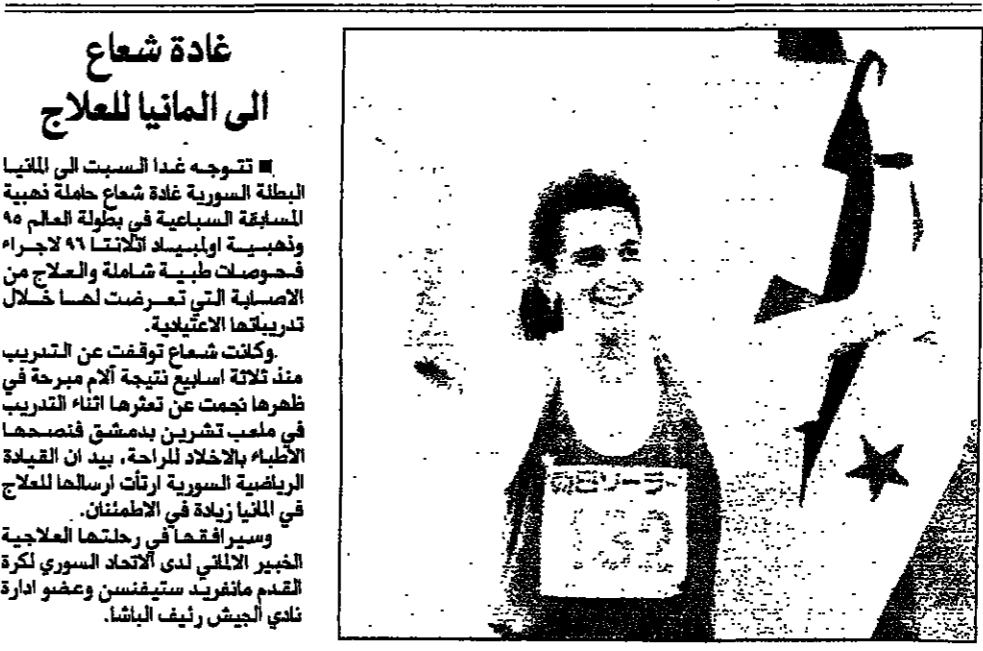 غادة شعاع
الى المانيا للعلاج
■ تتوجه غدا السبت الى المانيا
البطلة السورية غادة شعاع حاملة ذهبية
المسابقة السباعية في بطولة العالم ٩٥
وذهبية اولمبياد اتلانتا ٩٦ لاجراء
فحوصات طبية شاملة والعلاج من
الاصابة التي تعرضت لها خلال
تدريباتها الاعتيادية.
وكانت شعاع توقفت عن التدريب
منذ ثلاثة اسابيع نتيجة آلام مبرحة في
ظهرها نجمت عن تعثرها اثناء التدريب
في ملعب تشرين بدمشق فنصحها
الأطباء بالاخلاد للراحة، بيد ان القيادة
الرياضية السورية ارتأت ارسالها للعلاج
في المانيا زيادة في الاطمئنان.
وسيرافقها في رحلتها العلاجية
الخبير الالماني لدى الاتحاد السوري لكرة
القدم مانفريد ستيفنسن وعضو ادارة
نادي الجيش رئيف الباشا.